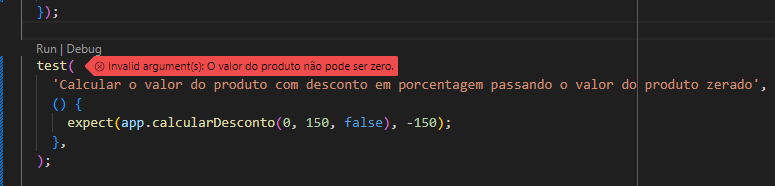 });
Run | Debug
test( Invalid argument(s): O valor do produto não pode ser zero.
'Calcular o valor do produto com desconto em porcentagem passando o valor do produto zerado',
() {
expect(app.calcularDesconto(0, 150, false), -150);
},
);